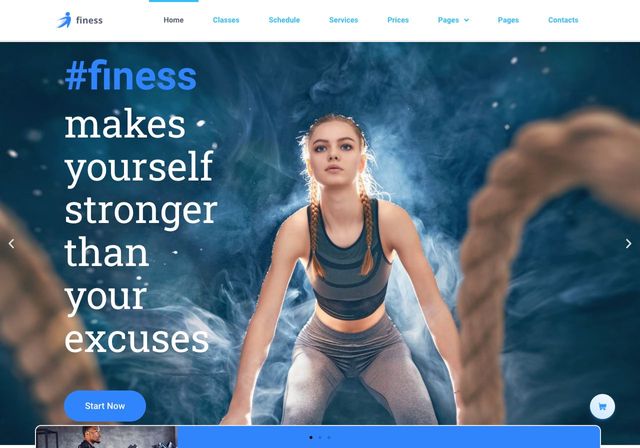 finess
Home
Classes
Schedule
Services
Prices
Pages
Pages
Contacts
#finess
makes
yourself
stronger
than
your
excuses
Start Now